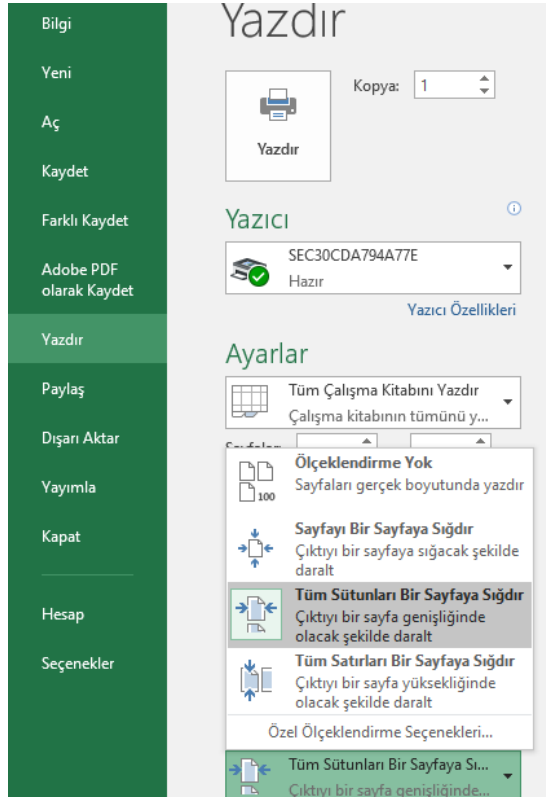 Bilgi
Yeni
Aç
Kaydet
Farklı Kaydet
Adobe PDF
olarak Kaydet
Yazdır
Paylaş
Dışarı Aktar
Yayımla
Kapat
Hesap
Seçenekler
Yazdır
Kopya: 1
Yazdır
Yazıcı
SEC30CDA794A77E
Hazır
Yazıcı Özellikleri
Ayarlar
Tüm Çalışma Kitabını Yazdır
Çalışma kitabının tümünü y...
Ölçeklendirme Yok
Sayfaları gerçek boyutunda yazdır
100
Sayfayı Bir Sayfaya Sığdır
Çıktıyı bir sayfaya sığacak şekilde
daralt
Tüm Sütunları Bir Sayfaya Sığdır
Çıktıyı bir sayfa genişliğinde
olacak şekilde daralt
Tüm Satırları Bir Sayfaya Sığdır
Çıktıyı bir sayfa yüksekliğinde
olacak şekilde daralt
Özel Ölçeklendirme Seçenekleri...
Tüm Sütunları Bir Sayfaya Sı...
Çıktıyı bir sayfa genişliğinde...